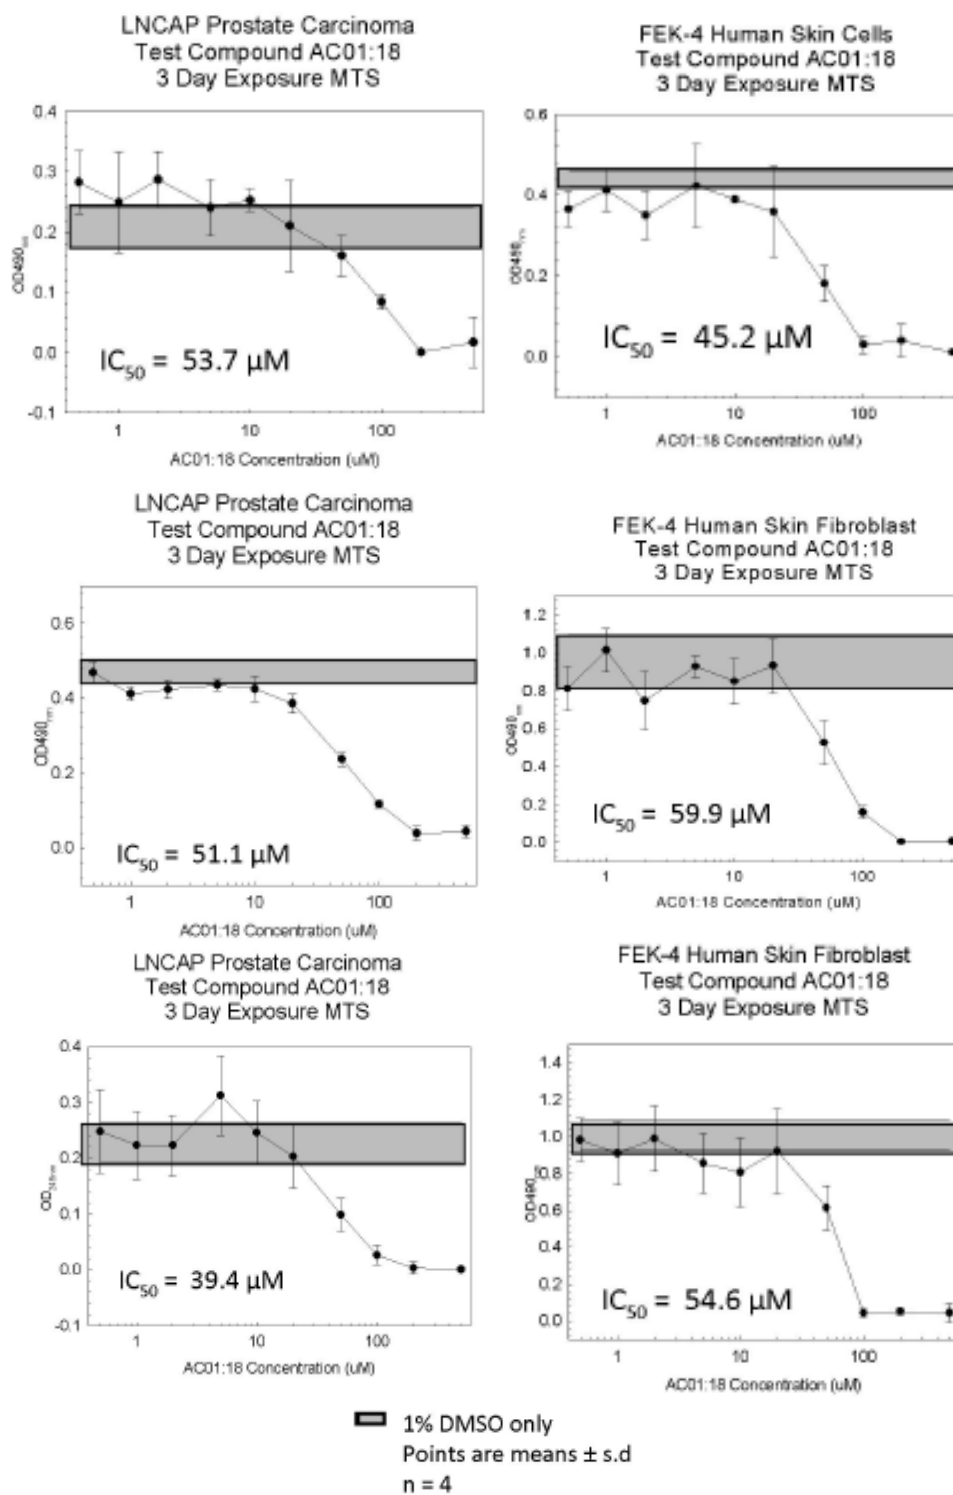 LNCAP Prostate Carcinoma
Test Compound AC01:18
3 Day Exposure MTS
0.4
0.3
0.2
0.1
0.0
-0.1
OD490
IC50 = 53.7 µM
1
10
100
AC01:18 Concentration (uM)
FEK-4 Human Skin Cells
Test Compound AC01:18
3 Day Exposure MTS
0.6
0.4
0.2
0.0
IC50 = 45.2 µM
1
10
100
AC01:18 Concentration (uM)
LNCAP Prostate Carcinoma
Test Compound AC01:18
3 Day Exposure MTS
0.6
0.4
0.2
0.0
OD490
IC50 = 51.1 µM
1
10
100
AC01:18 Concentration (uM)
FEK-4 Human Skin Fibroblast
Test Compound AC01:18
3 Day Exposure MTS
1.2
1.0
0.8
0.6
0.4
0.2
0.0
OD490
IC50 = 59.9 µM
1
10
100
AC01:18 Concentration (uM)
LNCAP Prostate Carcinoma
Test Compound AC01:18
3 Day Exposure MTS
0.4
0.3
0.2
0.1
0.0
-0.1
IC50 = 39.4 µM
1
10
100
AC01:18 Concentration (uM)
FEK-4 Human Skin Fibroblast
Test Compound AC01:18
3 Day Exposure MTS
1.4
1.2
1.0
0.8
0.6
0.4
0.2
0.0
OD490
IC50 = 54.6 µM
1
10
100
AC01:18 Concentration (uM)
1% DMSO only
Points are means ± s.d
n = 4